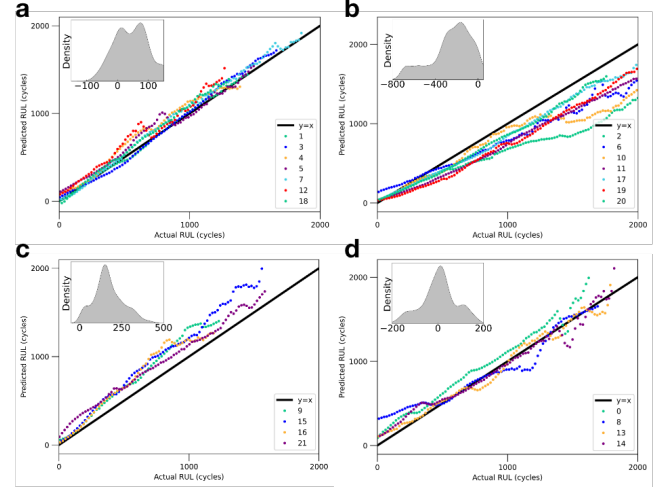 a
2000
1000
0
Predicted RUL (cycles)
Density
−100
0
100
y=x
1
3
4
5
7
12
18
0
1000
2000
Actual RUL (cycles)
b
2000
1000
0
Predicted RUL (cycles)
Density
−800
−400
0
y=x
2
6
10
11
17
19
20
0
1000
2000
Actual RUL (cycles)
c
2000
1000
0
Predicted RUL (cycles)
Density
0
250
500
y=x
9
15
16
21
0
1000
2000
Actual RUL (cycles)
d
2000
1000
0
Predicted RUL (cycles)
Density
−200
0
200
y=x
0
8
13
14
0
1000
2000
Actual RUL (cycles)